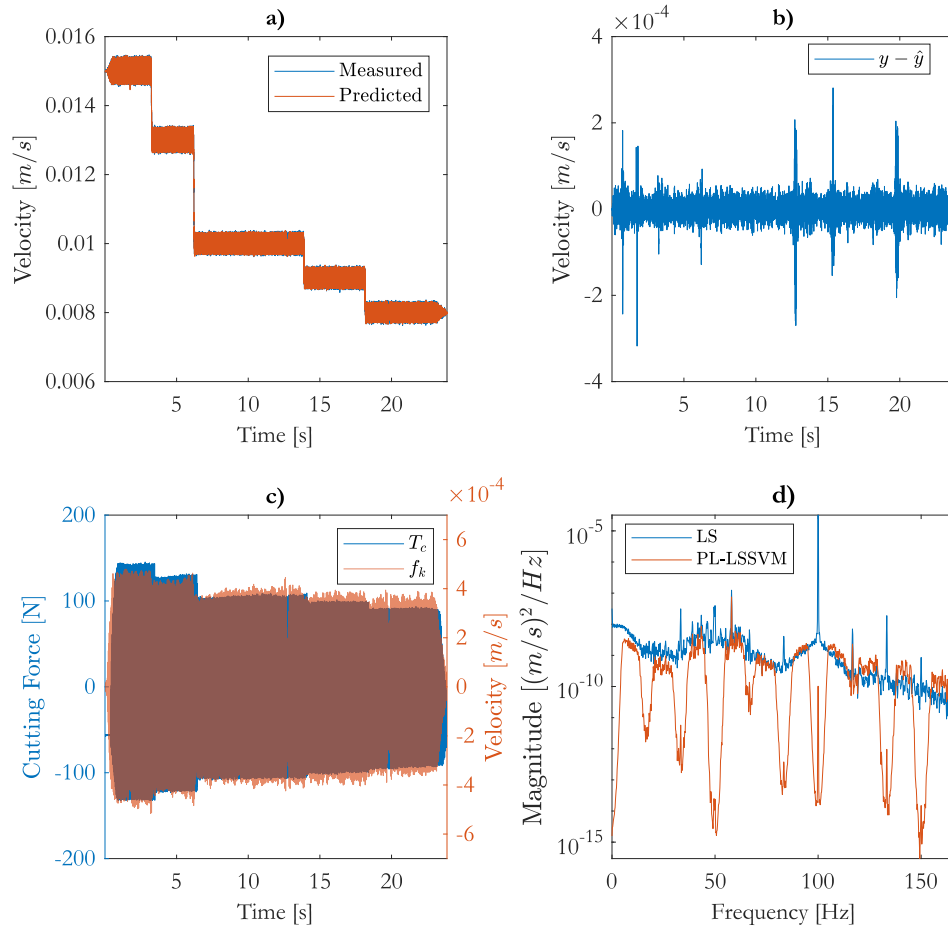 a)
0.016
0.014
0.012
0.01
0.008
0.006
Velocity [m/s]
Measured
Predicted
5
10
15
20
Time [s]
b)
×10⁻⁴
4
2
0
-2
-4
Velocity [m/s]
y − ŷ
5
10
15
20
Time [s]
c)
200
100
0
-100
-200
Cutting Force [N]
×10⁻⁴
6
4
2
0
-2
-4
-6
Velocity [m/s]
T_c
f_k
5
10
15
20
Time [s]
d)
10⁻⁵
10⁻¹⁰
10⁻¹⁵
Magnitude [(m/s)²/Hz]
LS
PL-LSSVM
0
50
100
150
Frequency [Hz]